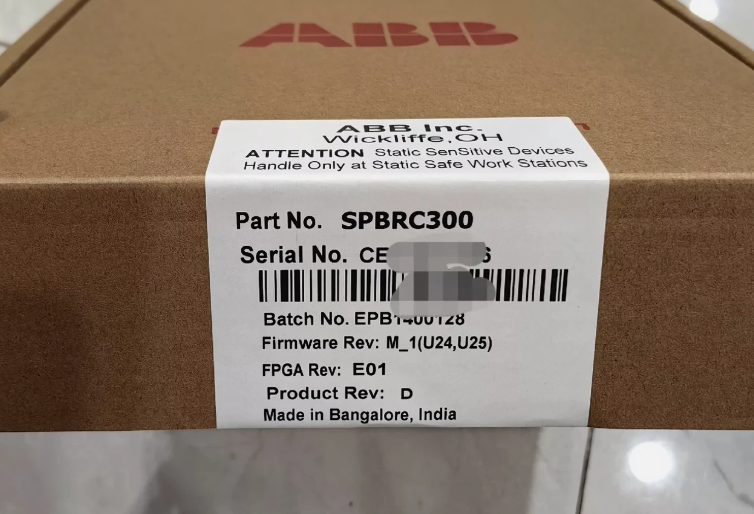 ABB
ABB Inc.
Wickliffe, OH
ATTENTION Static SenSitive Devices
Handle Only at Static Safe Work Stations
Part No. SPBRC300
Serial No. CE 6
Batch No. EPB1400128
Firmware Rev: M_1(U24,U25)
FPGA Rev: E01
Product Rev: D
Made in Bangalore, India